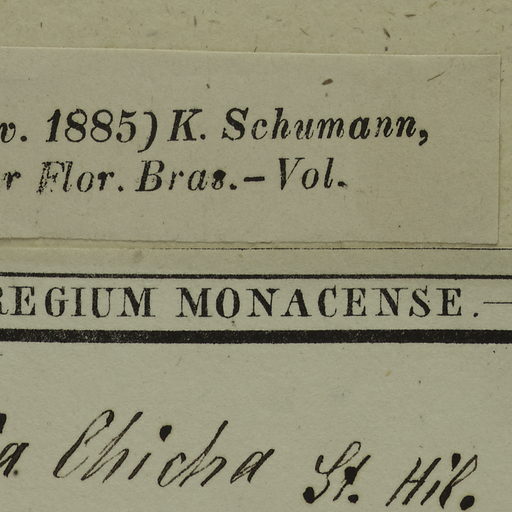 v. 1885) K. Schumann,
r Flor. Bras.— Vol.
REGIUM MONACENSE.—
a Chicha St. Hil.